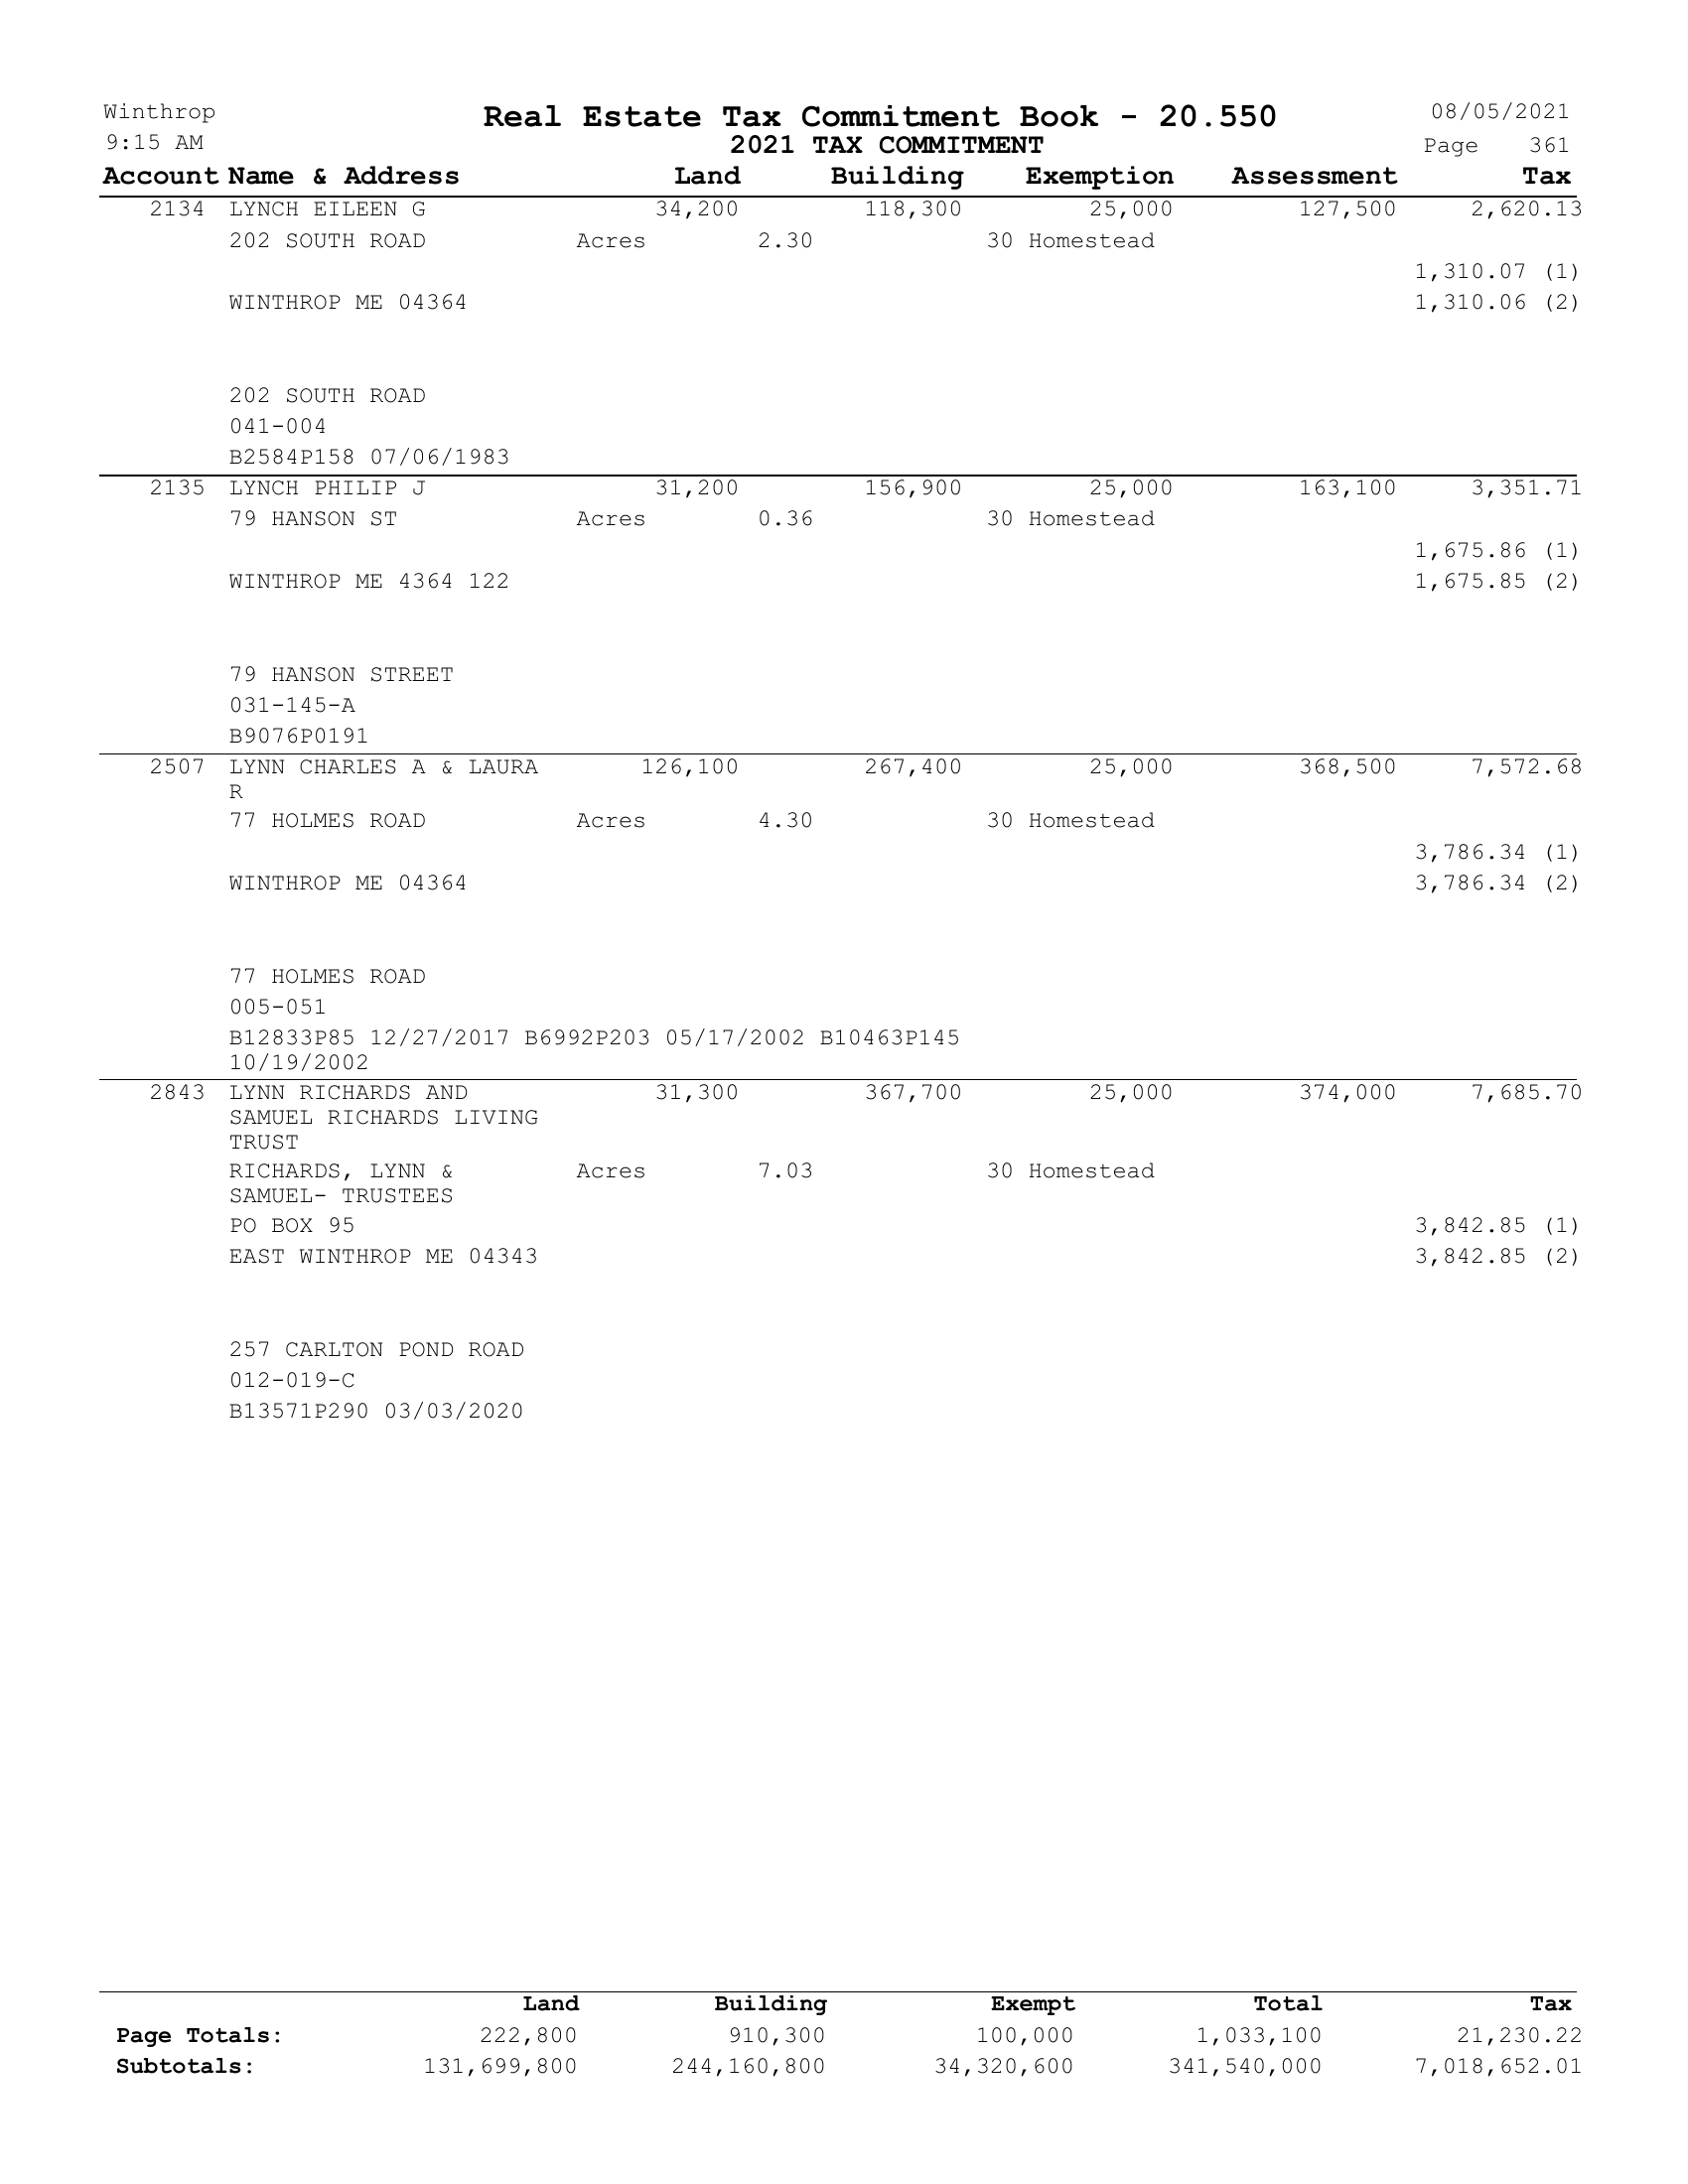 Winthrop Real Estate Tax Commitment Book - 20.550 08/05/2021
9:15 AM 2021 TAX COMMITMENT Page 361
Account Name & Address Land Building Exemption Assessment Tax
2134 LYNCH EILEEN G 34,200 118,300 25,000 127,500 2,620.13
202 SOUTH ROAD Acres 2.30 30 Homestead
1,310.07 (1)
WINTHROP ME 04364 1,310.06 (2)
202 SOUTH ROAD
041-004
B2584P158 07/06/1983
2135 LYNCH PHILIP J 31,200 156,900 25,000 163,100 3,351.71
79 HANSON ST Acres 0.36 30 Homestead
1,675.86 (1)
WINTHROP ME 4364 122 1,675.85 (2)
79 HANSON STREET
031-145-A
B9076P0191
2507 LYNN CHARLES A & LAURA 126,100 267,400 25,000 368,500 7,572.68
R
77 HOLMES ROAD Acres 4.30 30 Homestead
3,786.34 (1)
WINTHROP ME 04364 3,786.34 (2)
77 HOLMES ROAD
005-051
B12833P85 12/27/2017 B6992P203 05/17/2002 B10463P145
10/19/2002
2843 LYNN RICHARDS AND 31,300 367,700 25,000 374,000 7,685.70
SAMUEL RICHARDS LIVING
TRUST
RICHARDS, LYNN & Acres 7.03 30 Homestead
SAMUEL- TRUSTEES
PO BOX 95 3,842.85 (1)
EAST WINTHROP ME 04343 3,842.85 (2)
257 CARLTON POND ROAD
012-019-C
B13571P290 03/03/2020
Land Building Exempt Total Tax
Page Totals: 222,800 910,300 100,000 1,033,100 21,230.22
Subtotals: 131,699,800 244,160,800 34,320,600 341,540,000 7,018,652.01